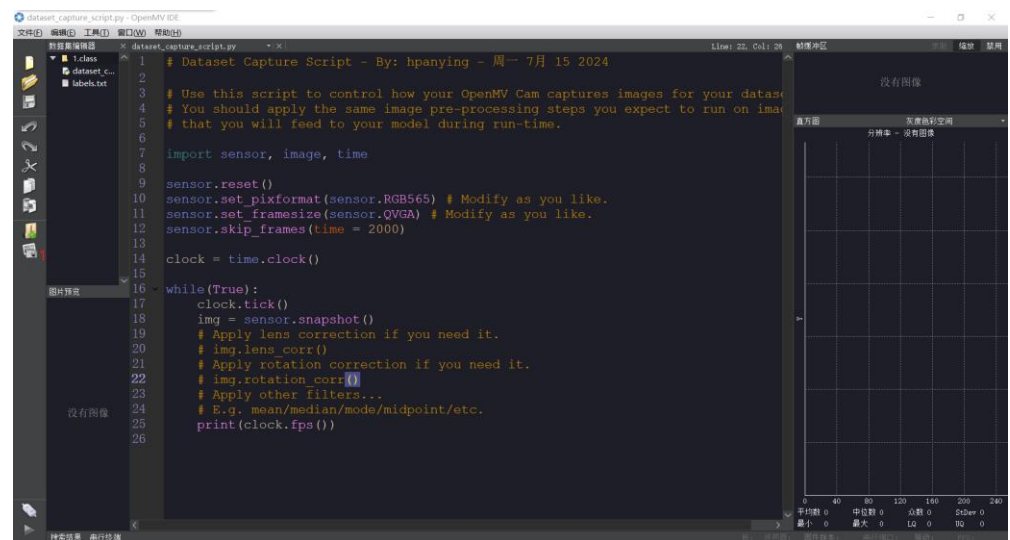 dataset_capture_script.py - OpenMV IDE
文件(F) 编辑(E) 工具(T) 窗口(W) 帮助(H)
数据集编辑器
1.class
dataset_c...
labels.txt
图片预览
没有图像
dataset_capture_script.py
Line: 22, Col: 26
1 # Dataset Capture Script - By: hpanying - 周一 7月 15 2024
2
3 # Use this script to control how your OpenMV Cam captures images for your datase
4 # You should apply the same image pre-processing steps you expect to run on imag
5 # that you will feed to your model during run-time.
6
7 import sensor, image, time
8
9 sensor.reset()
10 sensor.set_pixformat(sensor.RGB565) # Modify as you like.
11 sensor.set_framesize(sensor.QVGA) # Modify as you like.
12 sensor.skip_frames(time = 2000)
13
14 clock = time.clock()
15
16 while(True):
17 clock.tick()
18 img = sensor.snapshot()
19 # Apply lens correction if you need it.
20 # img.lens_corr()
21 # Apply rotation correction if you need it.
22 # img.rotation_corr()
23 # Apply other filters...
24 # E.g. mean/median/mode/midpoint/etc.
25 print(clock.fps())
26
帧缓冲区 缩放 禁用
没有图像
直方图 灰度色彩空间
分辨率 - 没有图像
Y
0 40 80 120 160 200 240
平均数 0 中位数 0 众数 0 StDev 0
最小 0 最大 0 LQ 0 UQ 0
搜索结果 串行终端